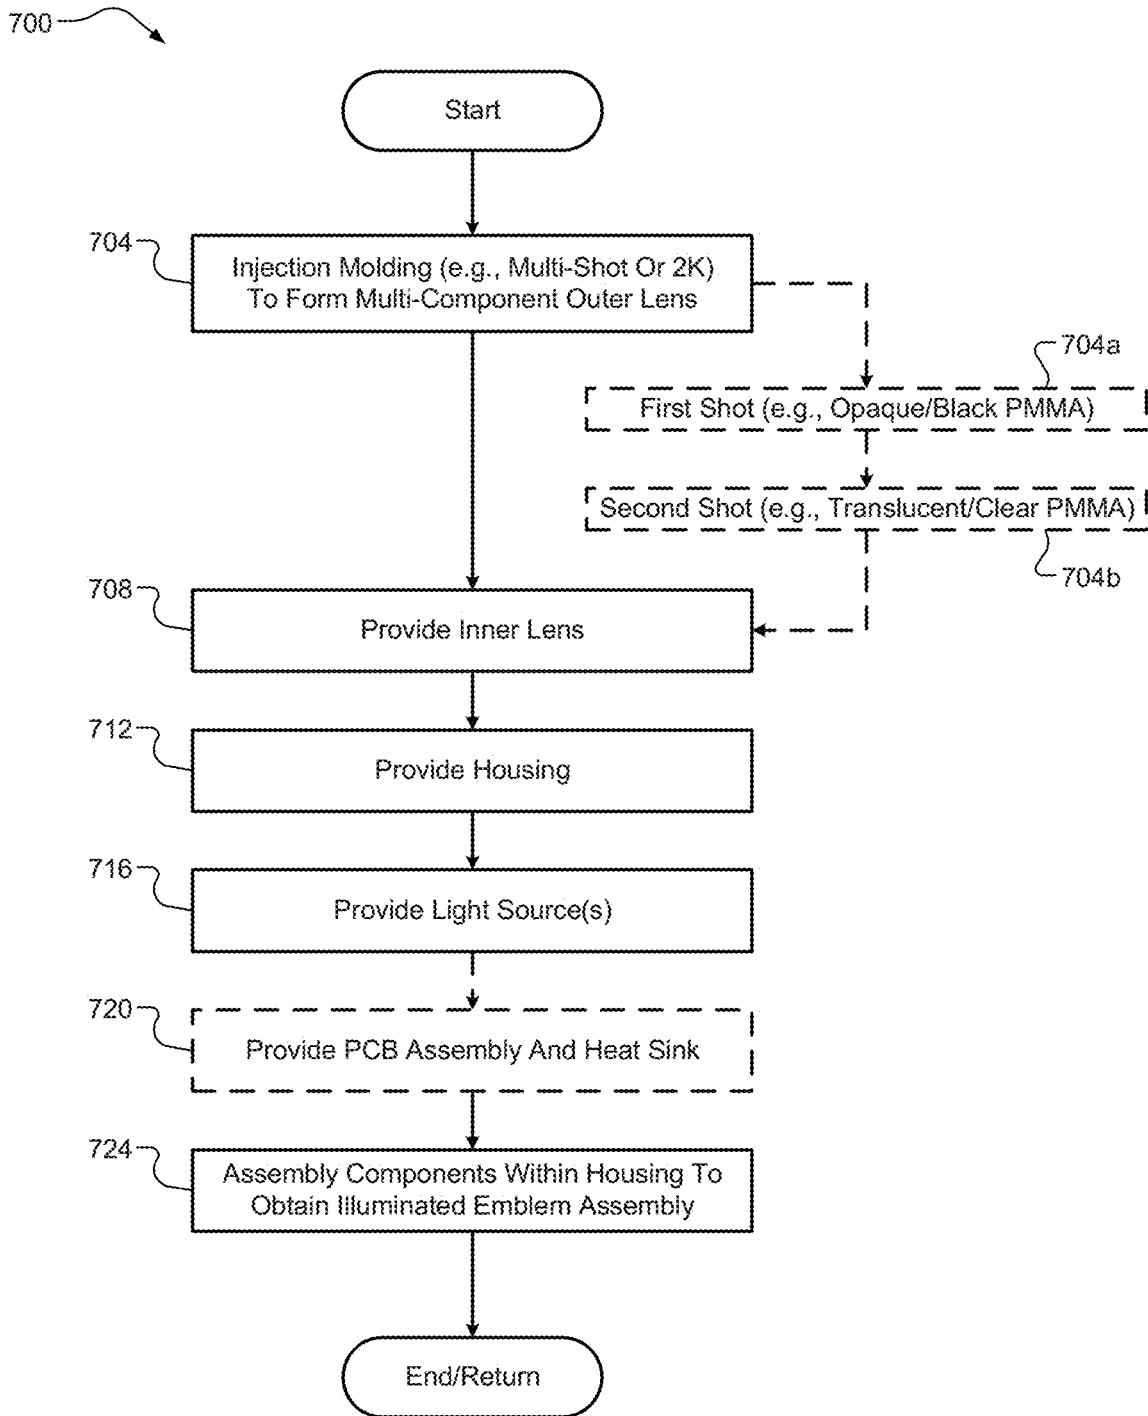 700
Start
704
Injection Molding (e.g., Multi-Shot Or 2K)
To Form Multi-Component Outer Lens
704a
First Shot (e.g., Opaque/Black PMMA)
Second Shot (e.g., Translucent/Clear PMMA)
704b
708
Provide Inner Lens
712
Provide Housing
716
Provide Light Source(s)
720
Provide PCB Assembly And Heat Sink
724
Assembly Components Within Housing To
Obtain Illuminated Emblem Assembly
End/Return